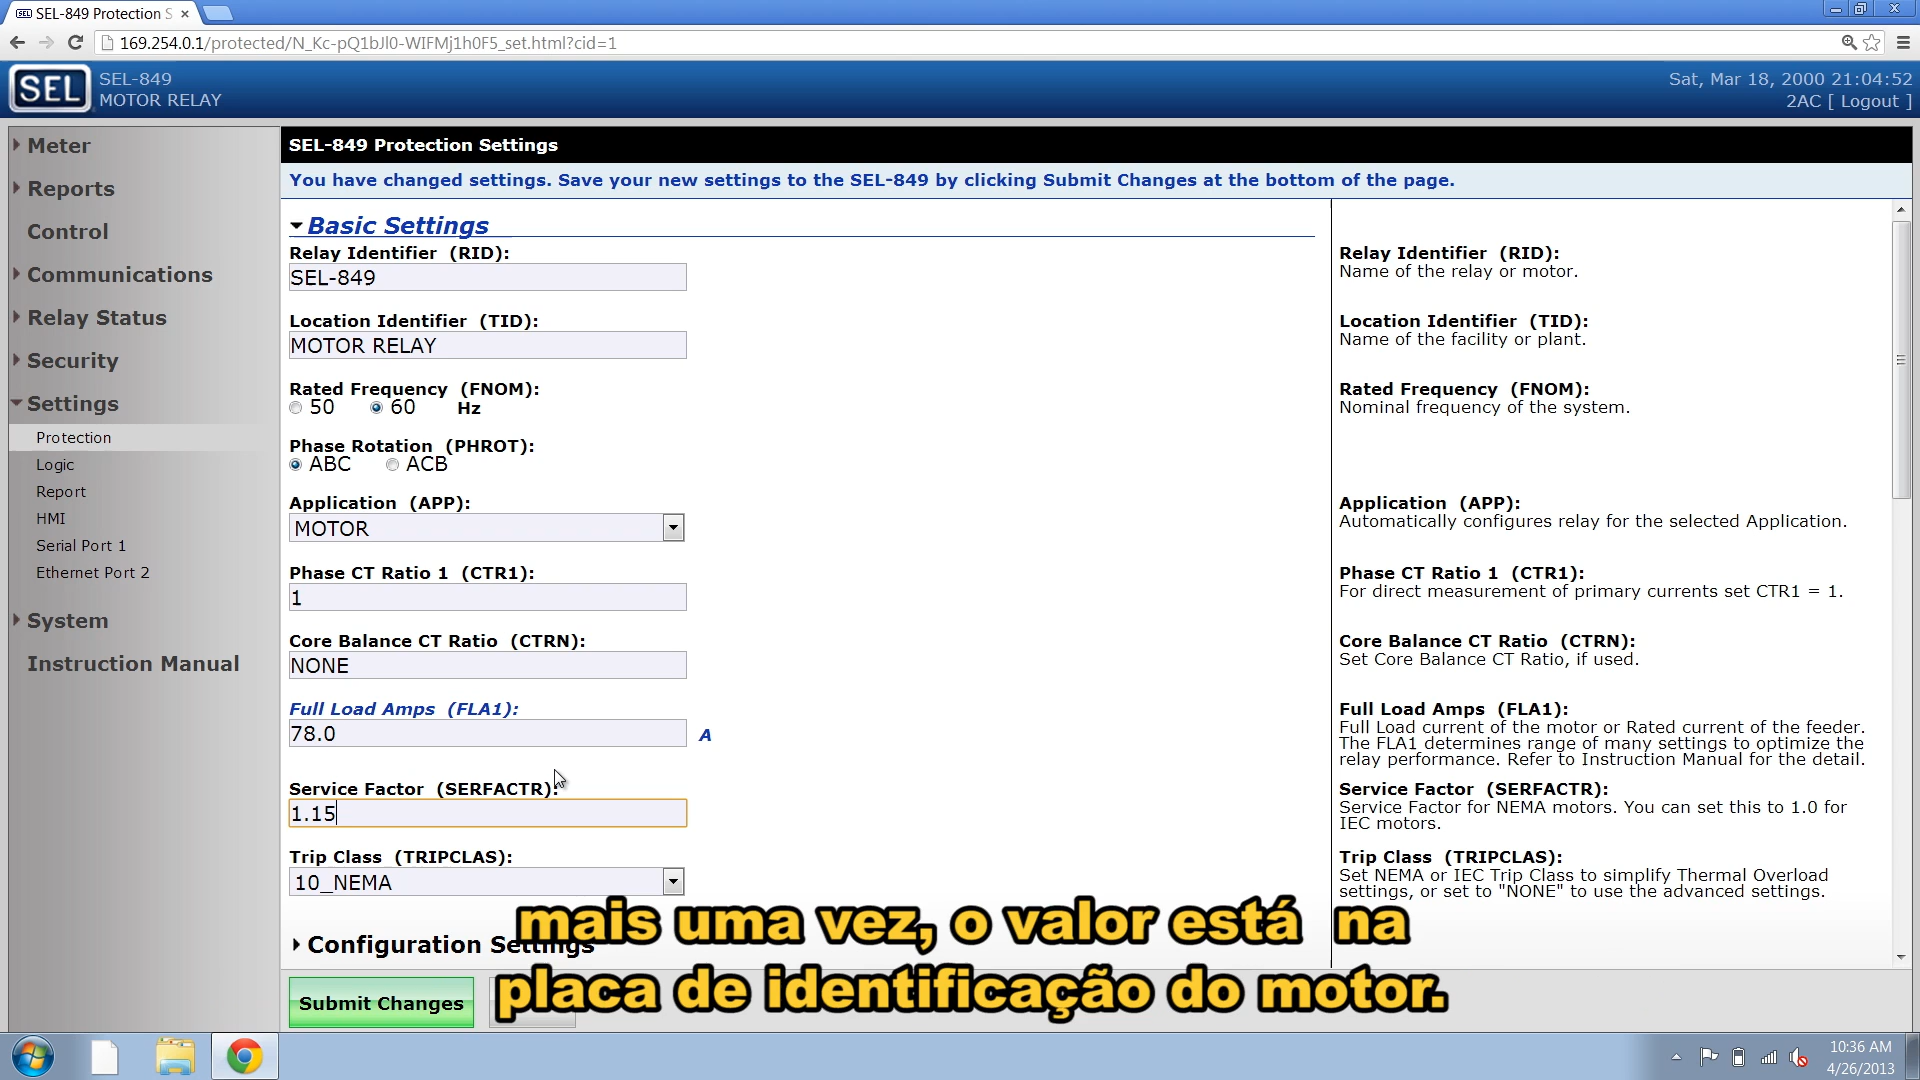 SEL-849 Protection S
169.254.0.1/protected/N_Kc-pQ1bJl0-WIFMj1h0F5_set.html?cid=1
SEL
SEL-849
MOTOR RELAY
Sat, Mar 18, 2000 21:04:52
2AC [ Logout ]
Meter
Reports
Control
Communications
Relay Status
Security
Settings
Protection
Logic
Report
HMI
Serial Port 1
Ethernet Port 2
System
Instruction Manual
SEL-849 Protection Settings
You have changed settings. Save your new settings to the SEL-849 by clicking Submit Changes at the bottom of the page.
Basic Settings
Relay Identifier (RID):
SEL-849
Location Identifier (TID):
MOTOR RELAY
Rated Frequency (FNOM):
50 60 Hz
Phase Rotation (PHROT):
ABC ACB
Application (APP):
MOTOR
Phase CT Ratio 1 (CTR1):
1
Core Balance CT Ratio (CTRN):
NONE
Full Load Amps (FLA1):
78.0 A
Service Factor (SERFACTR):
1.15
Trip Class (TRIPCLAS):
10_NEMA
Configuration Settings
Submit Changes
Relay Identifier (RID):
Name of the relay or motor.
Location Identifier (TID):
Name of the facility or plant.
Rated Frequency (FNOM):
Nominal frequency of the system.
Application (APP):
Automatically configures relay for the selected Application.
Phase CT Ratio 1 (CTR1):
For direct measurement of primary currents set CTR1 = 1.
Core Balance CT Ratio (CTRN):
Set Core Balance CT Ratio, if used.
Full Load Amps (FLA1):
Full Load current of the motor or Rated current of the feeder.
The FLA1 determines range of many settings to optimize the
relay performance. Refer to Instruction Manual for the detail.
Service Factor (SERFACTR):
Service Factor for NEMA motors. You can set this to 1.0 for
IEC motors.
Trip Class (TRIPCLAS):
Set NEMA or IEC Trip Class to simplify Thermal Overload
settings, or set to "NONE" to use the advanced settings.
mais uma vez, o valor está na
placa de identificação do motor.
10:36 AM
4/26/2013